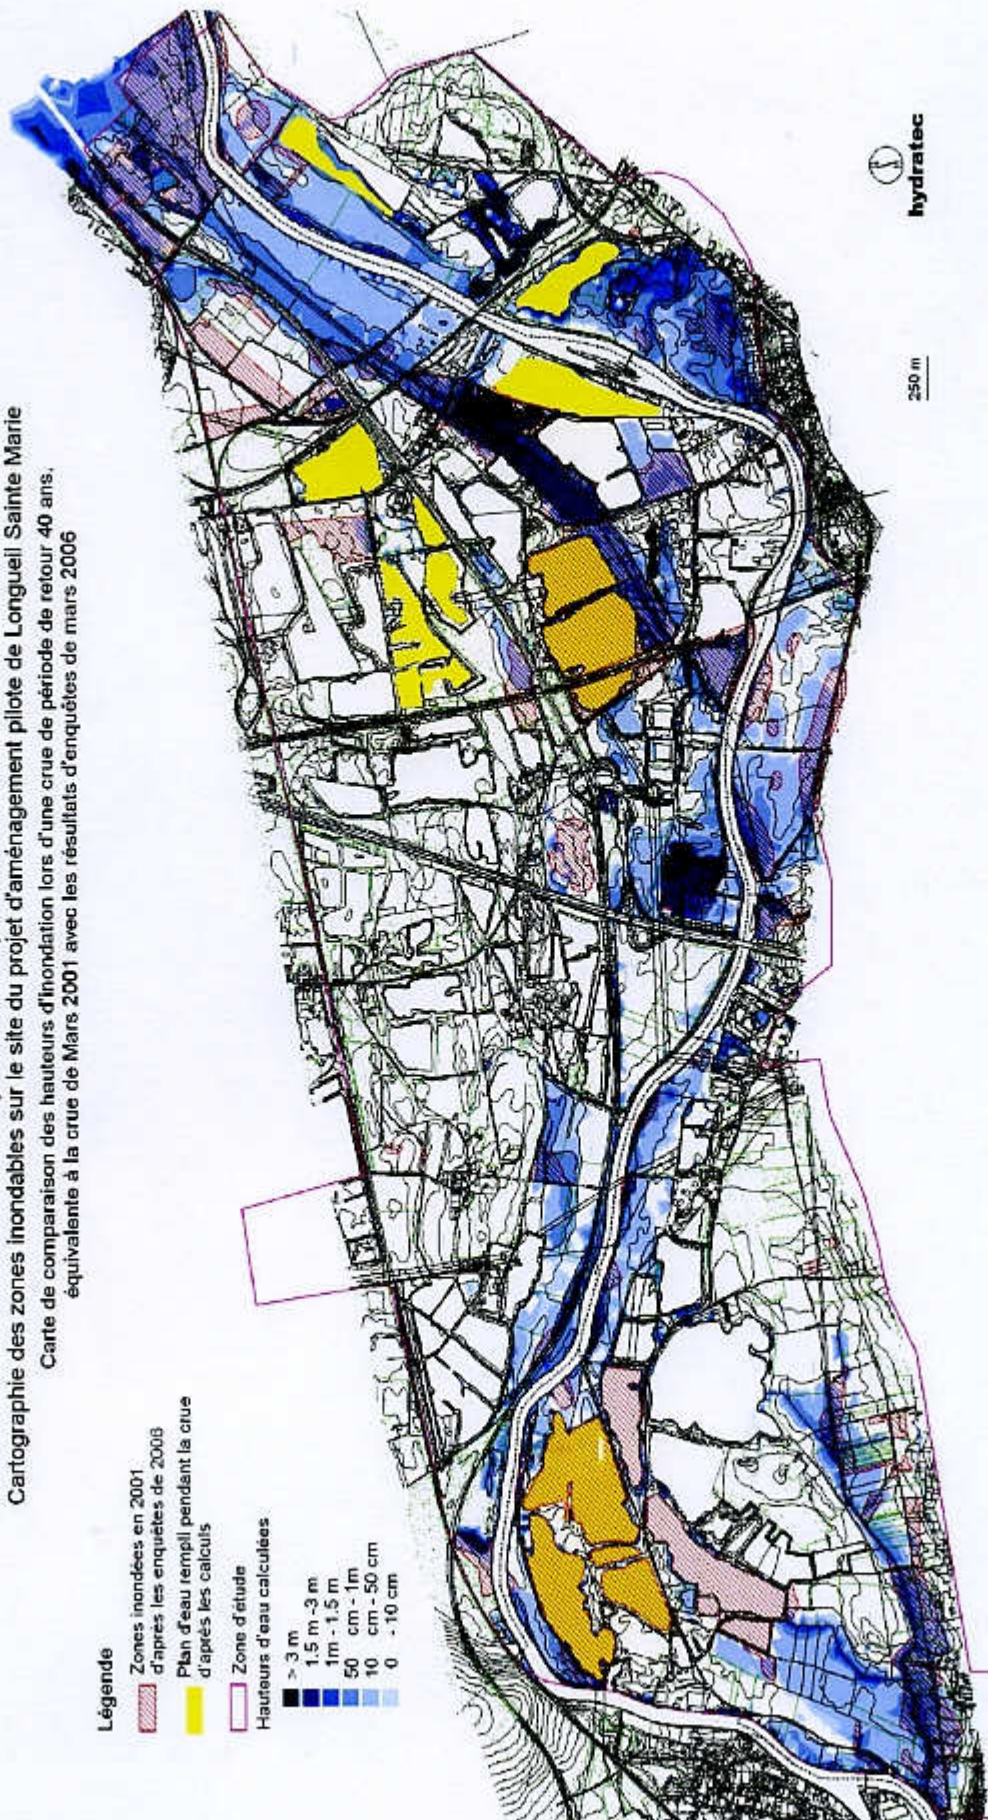 Cartographie des zones inondables sur le site du projet d'aménagement pilote de Longueil Sainte Marie
Carte de comparaison des hauteurs d'inondation lors d'une crue de période de retour 40 ans,
équivalente à la crue de Mars 2001 avec les résultats d'enquêtes de mars 2006
Légende
Zones inondées en 2001
d'après les enquêtes de 2006
Plan d'eau rempli pendant la crue
d'après les calculs
Zone d'étude
Hauteurs d'eau calculées
> 3 m
1.5 m -3 m
1m - 1.5 m
50 cm - 1m
10 cm - 50 cm
0 - 10 cm
250 m
hydratec